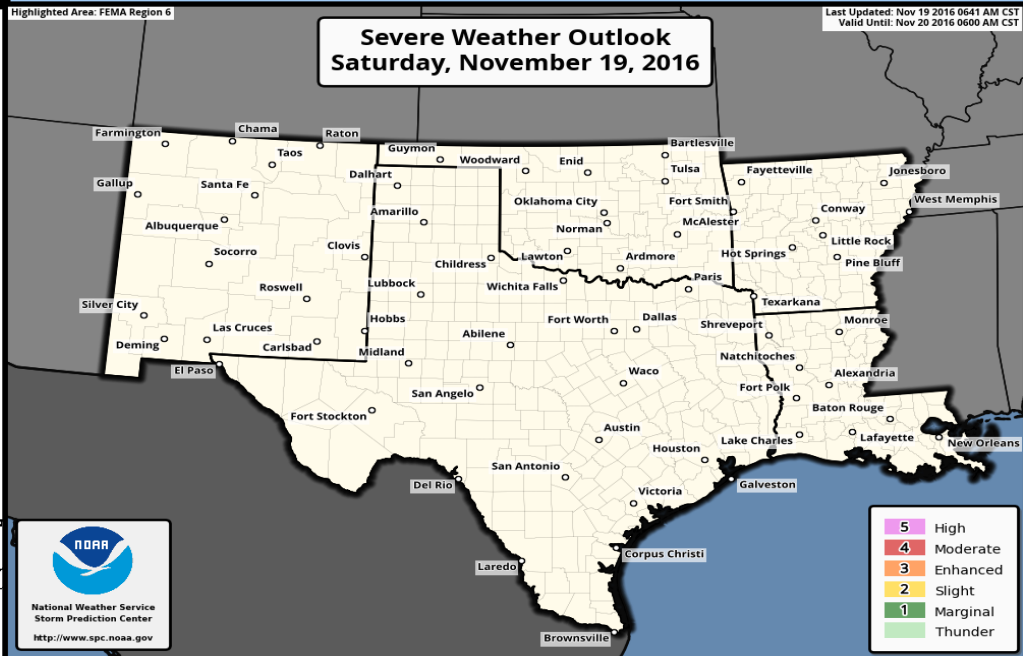 Highlighted Area: FEMA Region 6
Last Updated: Nov 19 2016 0641 AM CST
Valid Until: Nov 20 2016 0600 AM CST
Severe Weather Outlook
Saturday, November 19, 2016
Farmington
Chama
Raton
Guymon
Bartlesville
Taos
Woodward
Enid
Tulsa
Fayetteville
Jonesboro
Dalhart
Gallup
Santa Fe
Oklahoma City
Fort Smith
West Memphis
Conway
Amarillo
McAlester
Albuquerque
Norman
Little Rock
Clovis
Socorro
Hot Springs
Childress
Lawton
Ardmore
Pine Bluff
Lubbock
Wichita Falls
Paris
Roswell
Texarkana
Silver City
Hobbs
Fort Worth
Dallas
Shreveport
Monroe
Las Cruces
Abilene
Deming
Carlsbad
Midland
Natchitoches
El Paso
Waco
Alexandria
San Angelo
Fort Polk
Fort Stockton
Baton Rouge
Austin
Lake Charles
Lafayette
New Orleans
Houston
San Antonio
Del Rio
Galveston
Victoria
Corpus Christi
Laredo
Brownsville
NOAA
National Weather Service
Storm Prediction Center
http://www.spc.noaa.gov
5 High
4 Moderate
3 Enhanced
2 Slight
1 Marginal
Thunder